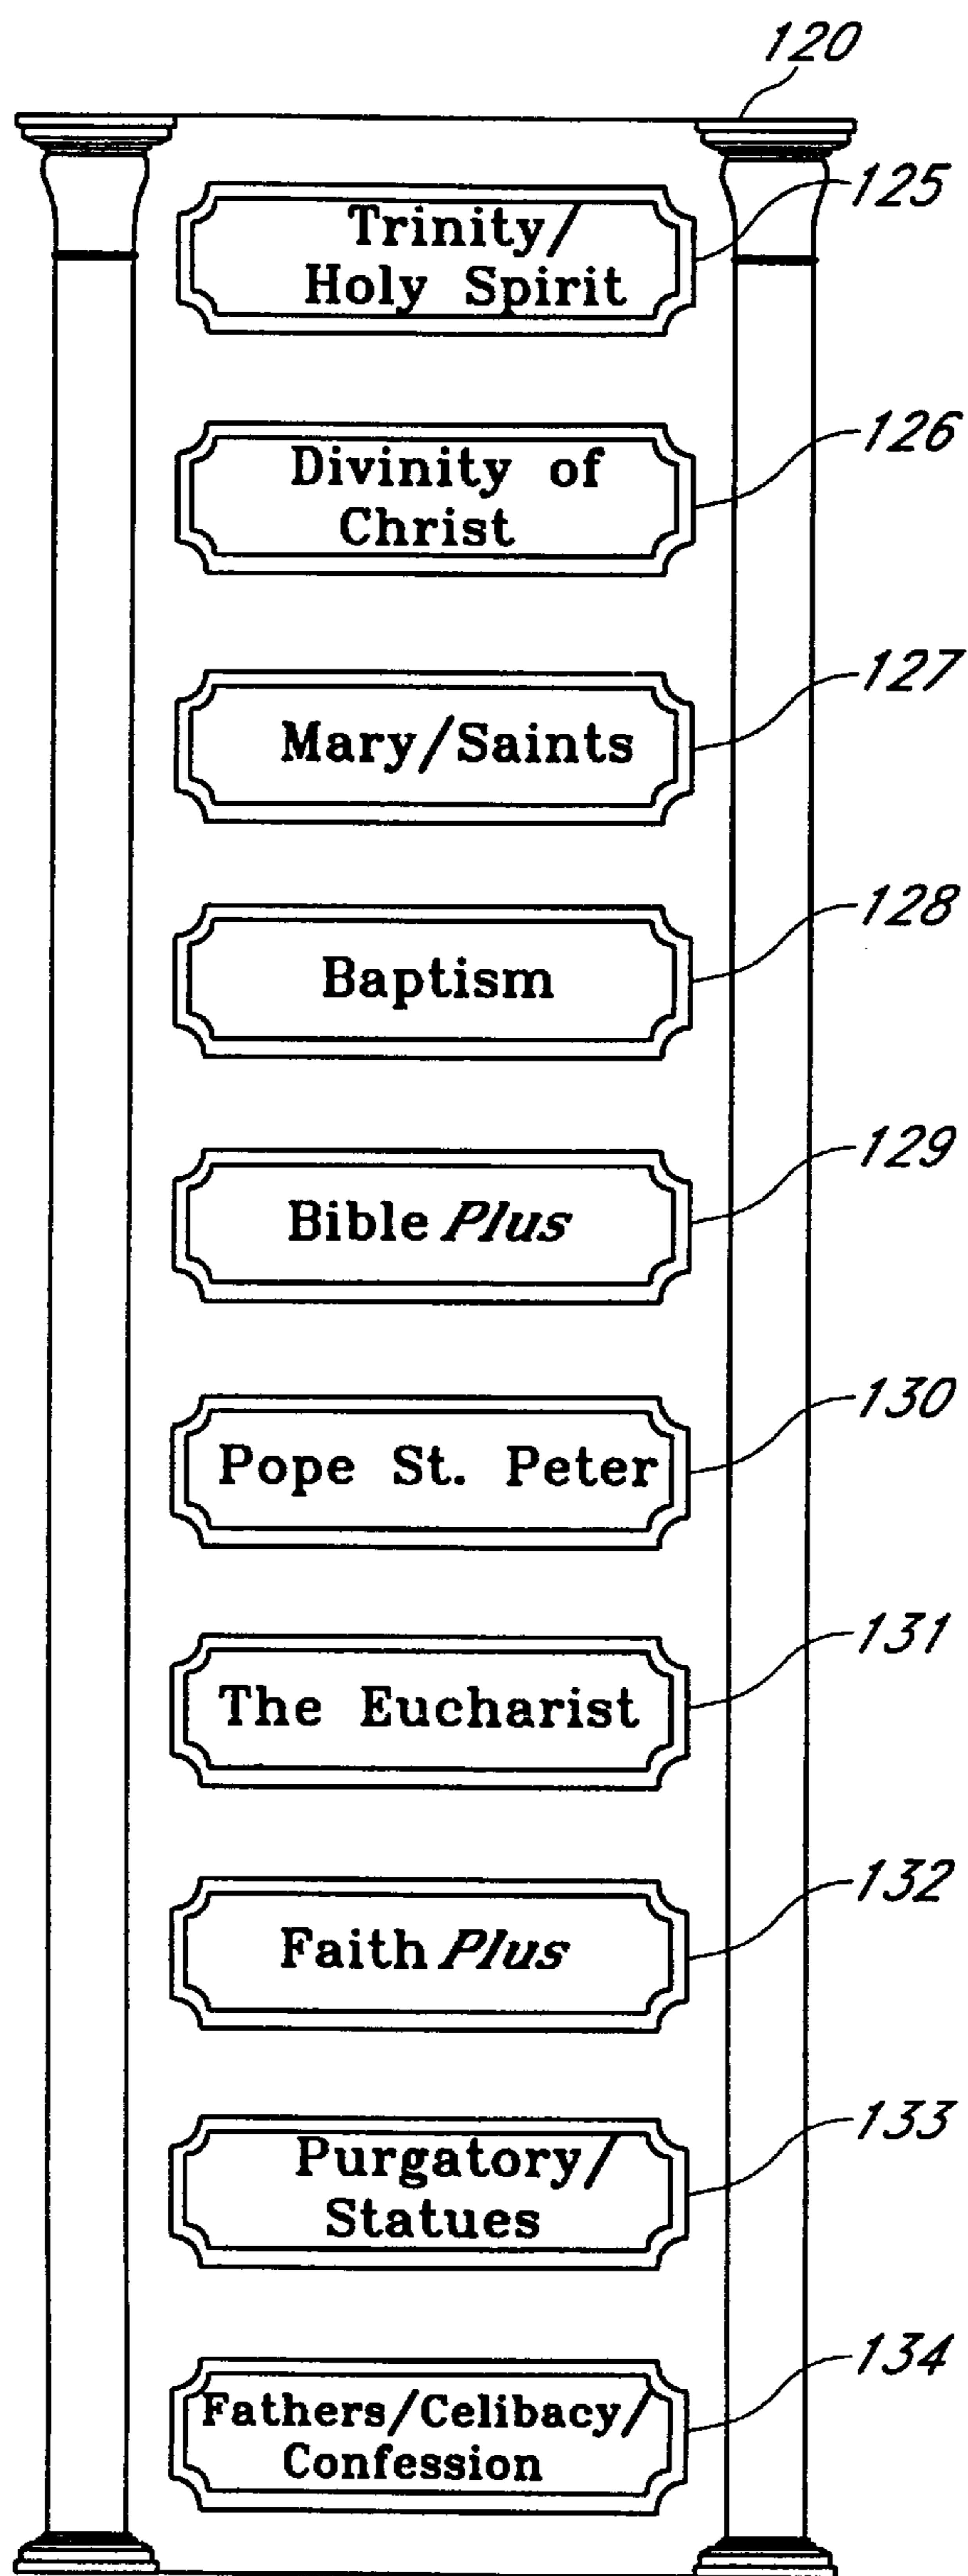 120
125
Trinity/
Holy Spirit
126
Divinity of
Christ
127
Mary/Saints
128
Baptism
129
Bible Plus
130
Pope St. Peter
131
The Eucharist
132
Faith Plus
133
Purgatory/
Statues
134
Fathers/Celibacy/
Confession